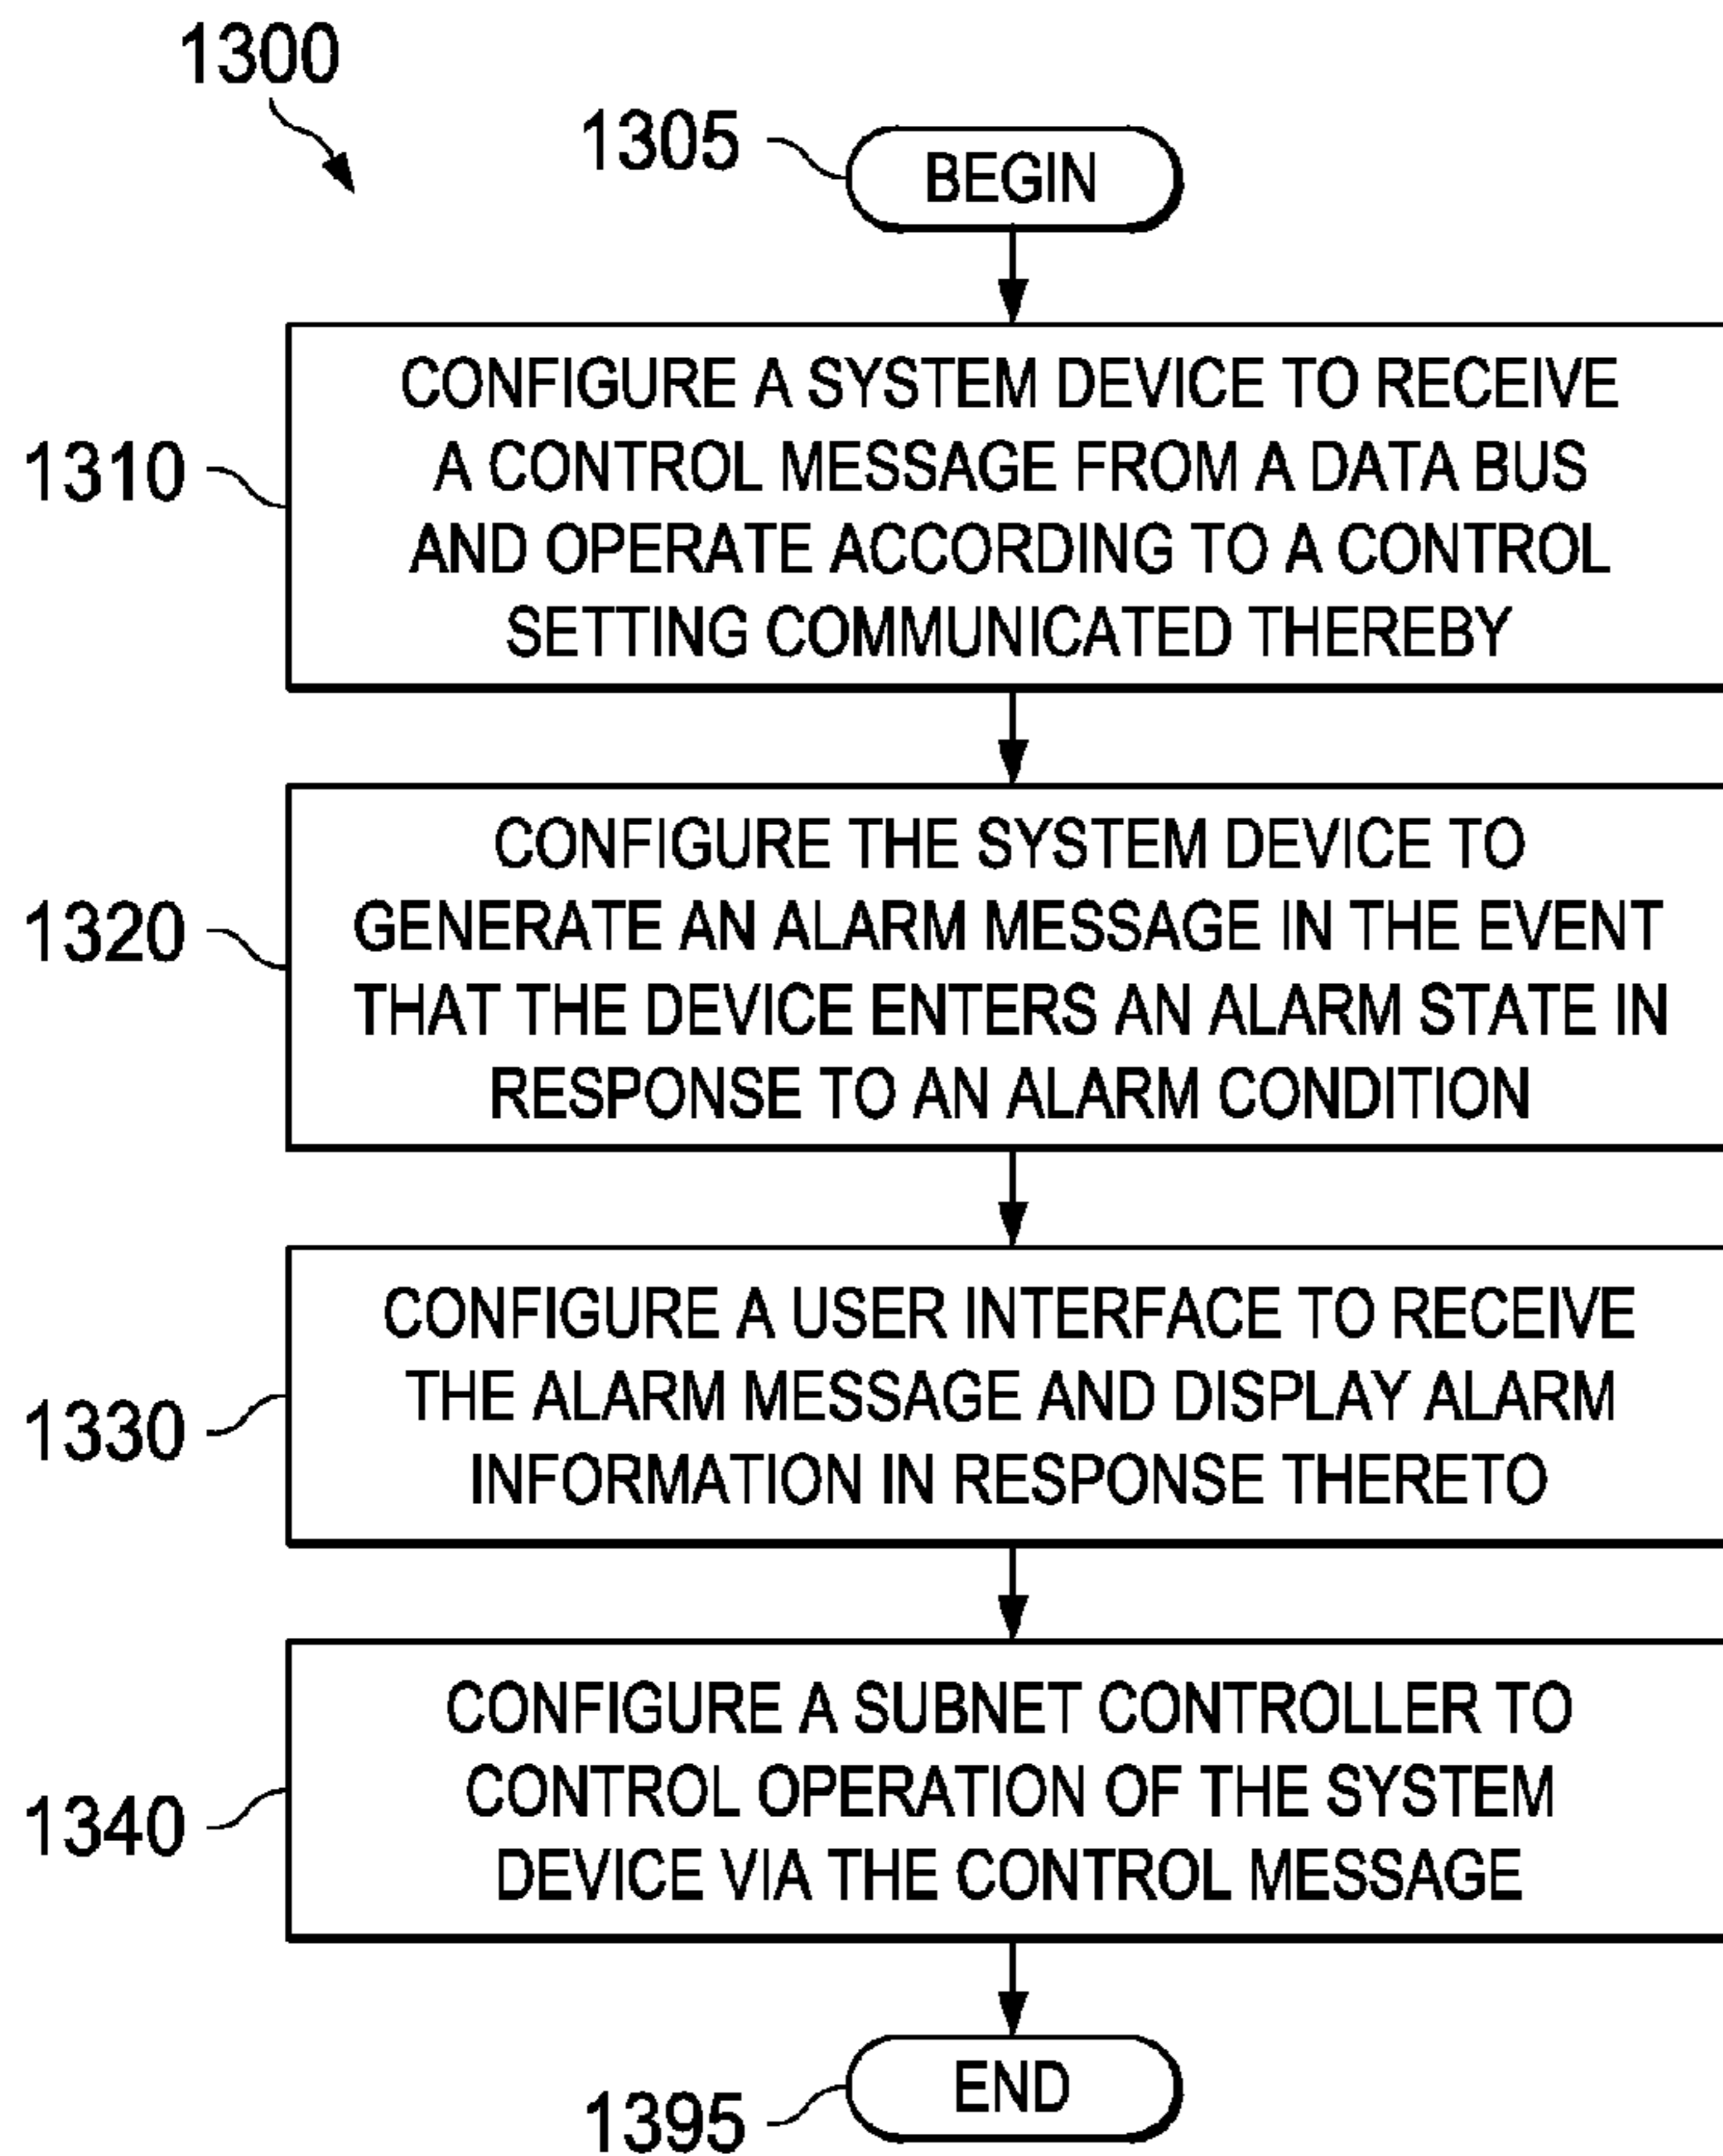 1300
1305
BEGIN
1310
CONFIGURE A SYSTEM DEVICE TO RECEIVE
A CONTROL MESSAGE FROM A DATA BUS
AND OPERATE ACCORDING TO A CONTROL
SETTING COMMUNICATED THEREBY
1320
CONFIGURE THE SYSTEM DEVICE TO
GENERATE AN ALARM MESSAGE IN THE EVENT
THAT THE DEVICE ENTERS AN ALARM STATE IN
RESPONSE TO AN ALARM CONDITION
1330
CONFIGURE A USER INTERFACE TO RECEIVE
THE ALARM MESSAGE AND DISPLAY ALARM
INFORMATION IN RESPONSE THERETO
1340
CONFIGURE A SUBNET CONTROLLER TO
CONTROL OPERATION OF THE SYSTEM
DEVICE VIA THE CONTROL MESSAGE
END
1395